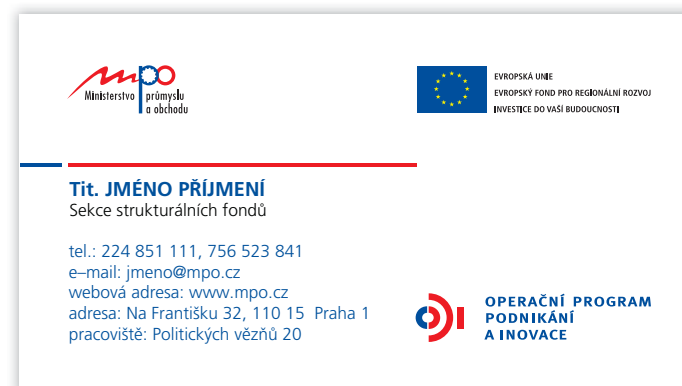 mpo
Ministerstvo průmyslu
a obchodu
EVROPSKÁ UNIE
EVROPSKÝ FOND PRO REGIONÁLNÍ ROZVOJ
INVESTICE DO VAŠÍ BUDOUCNOSTI
Tit. JMÉNO PŘÍJMENÍ
Sekce strukturálních fondů
tel.: 224 851 111, 756 523 841
e–mail: jmeno@mpo.cz
webová adresa: www.mpo.cz
adresa: Na Františku 32, 110 15  Praha 1
pracoviště: Politických vězňů 20
OPERAČNÍ PROGRAM
PODNIKÁNÍ
A INOVACE